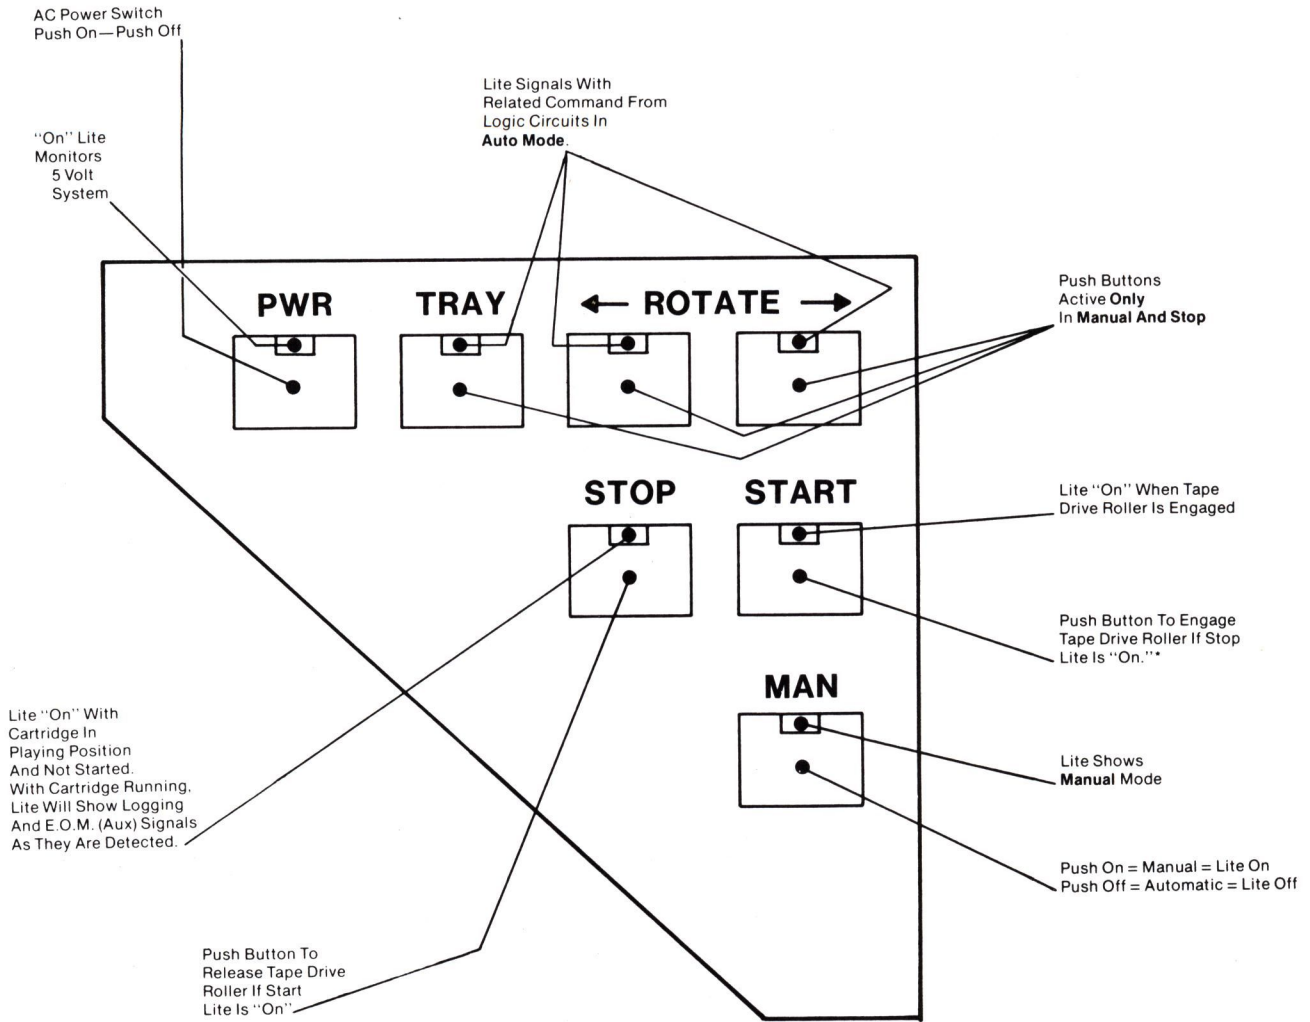 AC Power Switch
Push On—Push Off
"On" Lite
Monitors
5 Volt
System
Lite Signals With
Related Command From
Logic Circuits In
Auto Mode.
PWR
TRAY
← ROTATE →
Push Buttons
Active Only
In Manual And Stop
STOP
START
Lite "On" When Tape
Drive Roller Is Engaged
Push Button To Engage
Tape Drive Roller If Stop
Lite Is "On."*
MAN
Lite "On" With
Cartridge In
Playing Position
And Not Started.
With Cartridge Running,
Lite Will Show Logging
And E.O.M. (Aux) Signals
As They Are Detected.
Lite Shows
Manual Mode
Push On = Manual = Lite On
Push Off = Automatic = Lite Off
Push Button To
Release Tape Drive
Roller If Start
Lite Is "On"